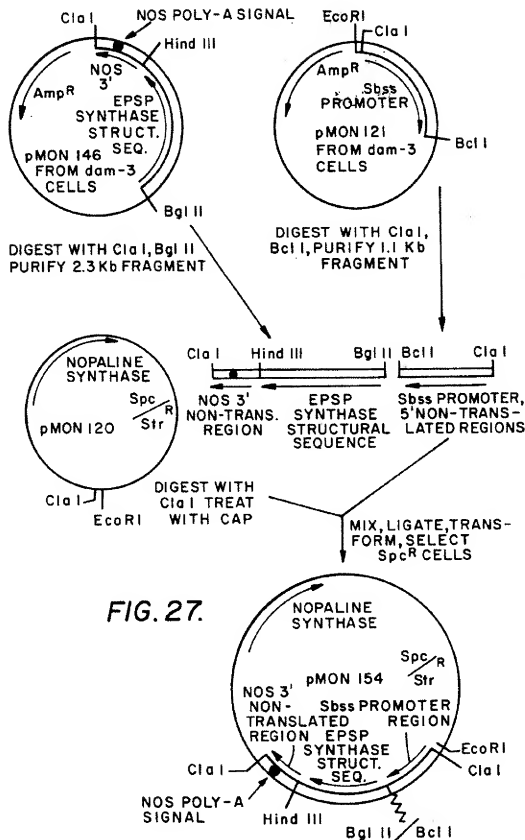 NOS POLY-A SIGNAL
Cla I
Hind III
NOS
3'
Amp R
EPSP
SYNTHASE
STRUCT.
SEQ.
pMON 146
FROM dam-3
CELLS
Bgl II
EcoRI
Cla I
Amp R
Sbss
PROMOTER
pMON 121
FROM dam-3
CELLS
Bcl I
DIGEST WITH Cla I, Bgl II
PURIFY 2.3 Kb FRAGMENT
DIGEST WITH Cla I,
Bcl I, PURIFY 1.1 Kb
FRAGMENT
NOPALINE
SYNTHASE
Spc
R
Str
pMON 120
Cla I
EcoRI
Cla I Hind III Bgl II Bcl I Cla I
NOS 3'
NON-TRANS.
REGION
EPSP
SYNTHASE
STRUCTURAL
SEQUENCE
Sbss PROMOTER,
5' NON-TRANS-
LATED REGIONS
DIGEST WITH
Cla I TREAT
WITH CAP
MIX, LIGATE, TRANS-
FORM, SELECT
Spc R CELLS
FIG. 27.
NOPALINE
SYNTHASE
Spc
R
Str
pMON 154
NOS 3'
NON-
TRANSLATED
REGION
Sbss PROMOTER
REGION
EPSP
SYNTHASE
STRUCT.
SEQ.
EcoRI
Cla I
Cla I
NOS POLY-A
SIGNAL
Hind III
Bgl II / Bcl I